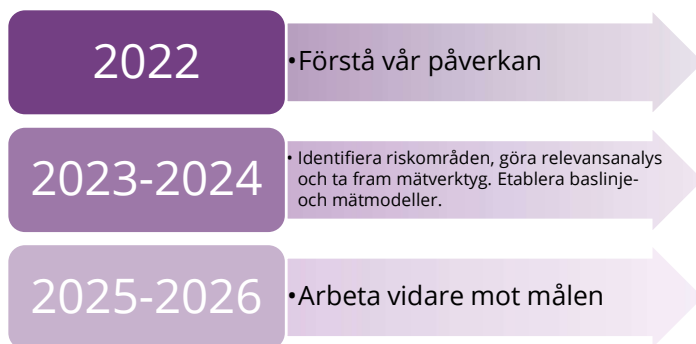 2022
•Förstå vår påverkan
2023-2024
• Identifiera riskområden, göra relevansanalys
och ta fram mätverktyg. Etablera baslinje-
och mätmodeller.
2025-2026
•Arbeta vidare mot målen